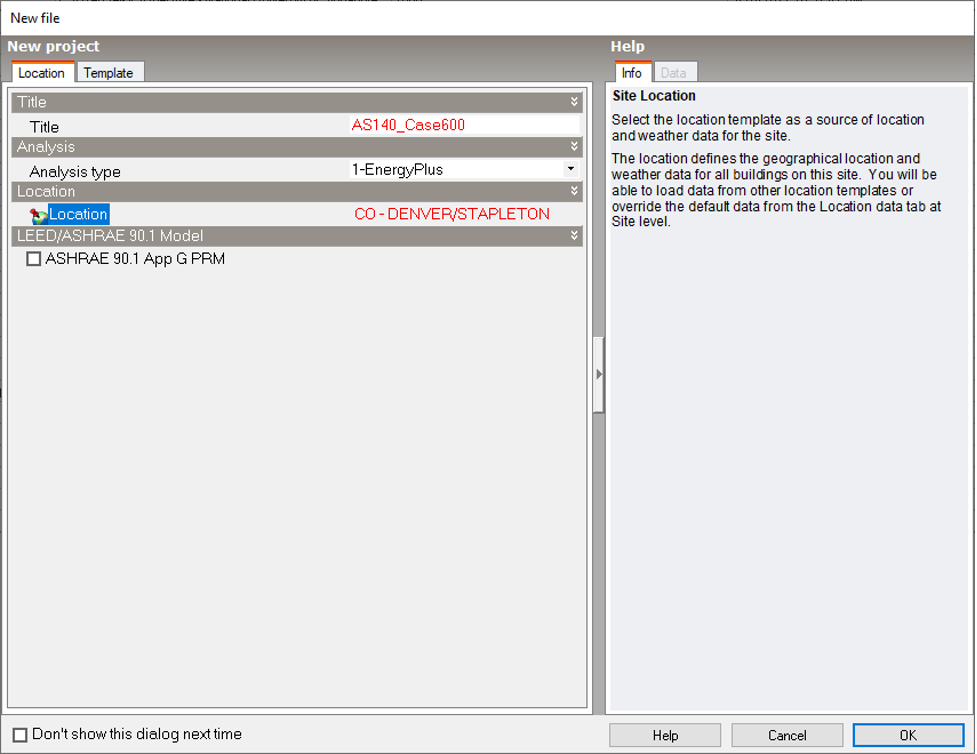 New file
New project
Location Template
Title
Title AS140_Case600
Analysis
Analysis type 1-EnergyPlus
Location
Location CO - DENVER/STAPLETON
LEED/ASHRAE 90.1 Model
ASHRAE 90.1 App G PRM
Help
Info Data
Site Location
Select the location template as a source of location
and weather data for the site.
The location defines the geographical location and
weather data for all buildings on this site. You will be
able to load data from other location templates or
override the default data from the Location data tab at
Site level.
Don't show this dialog next time
Help Cancel OK